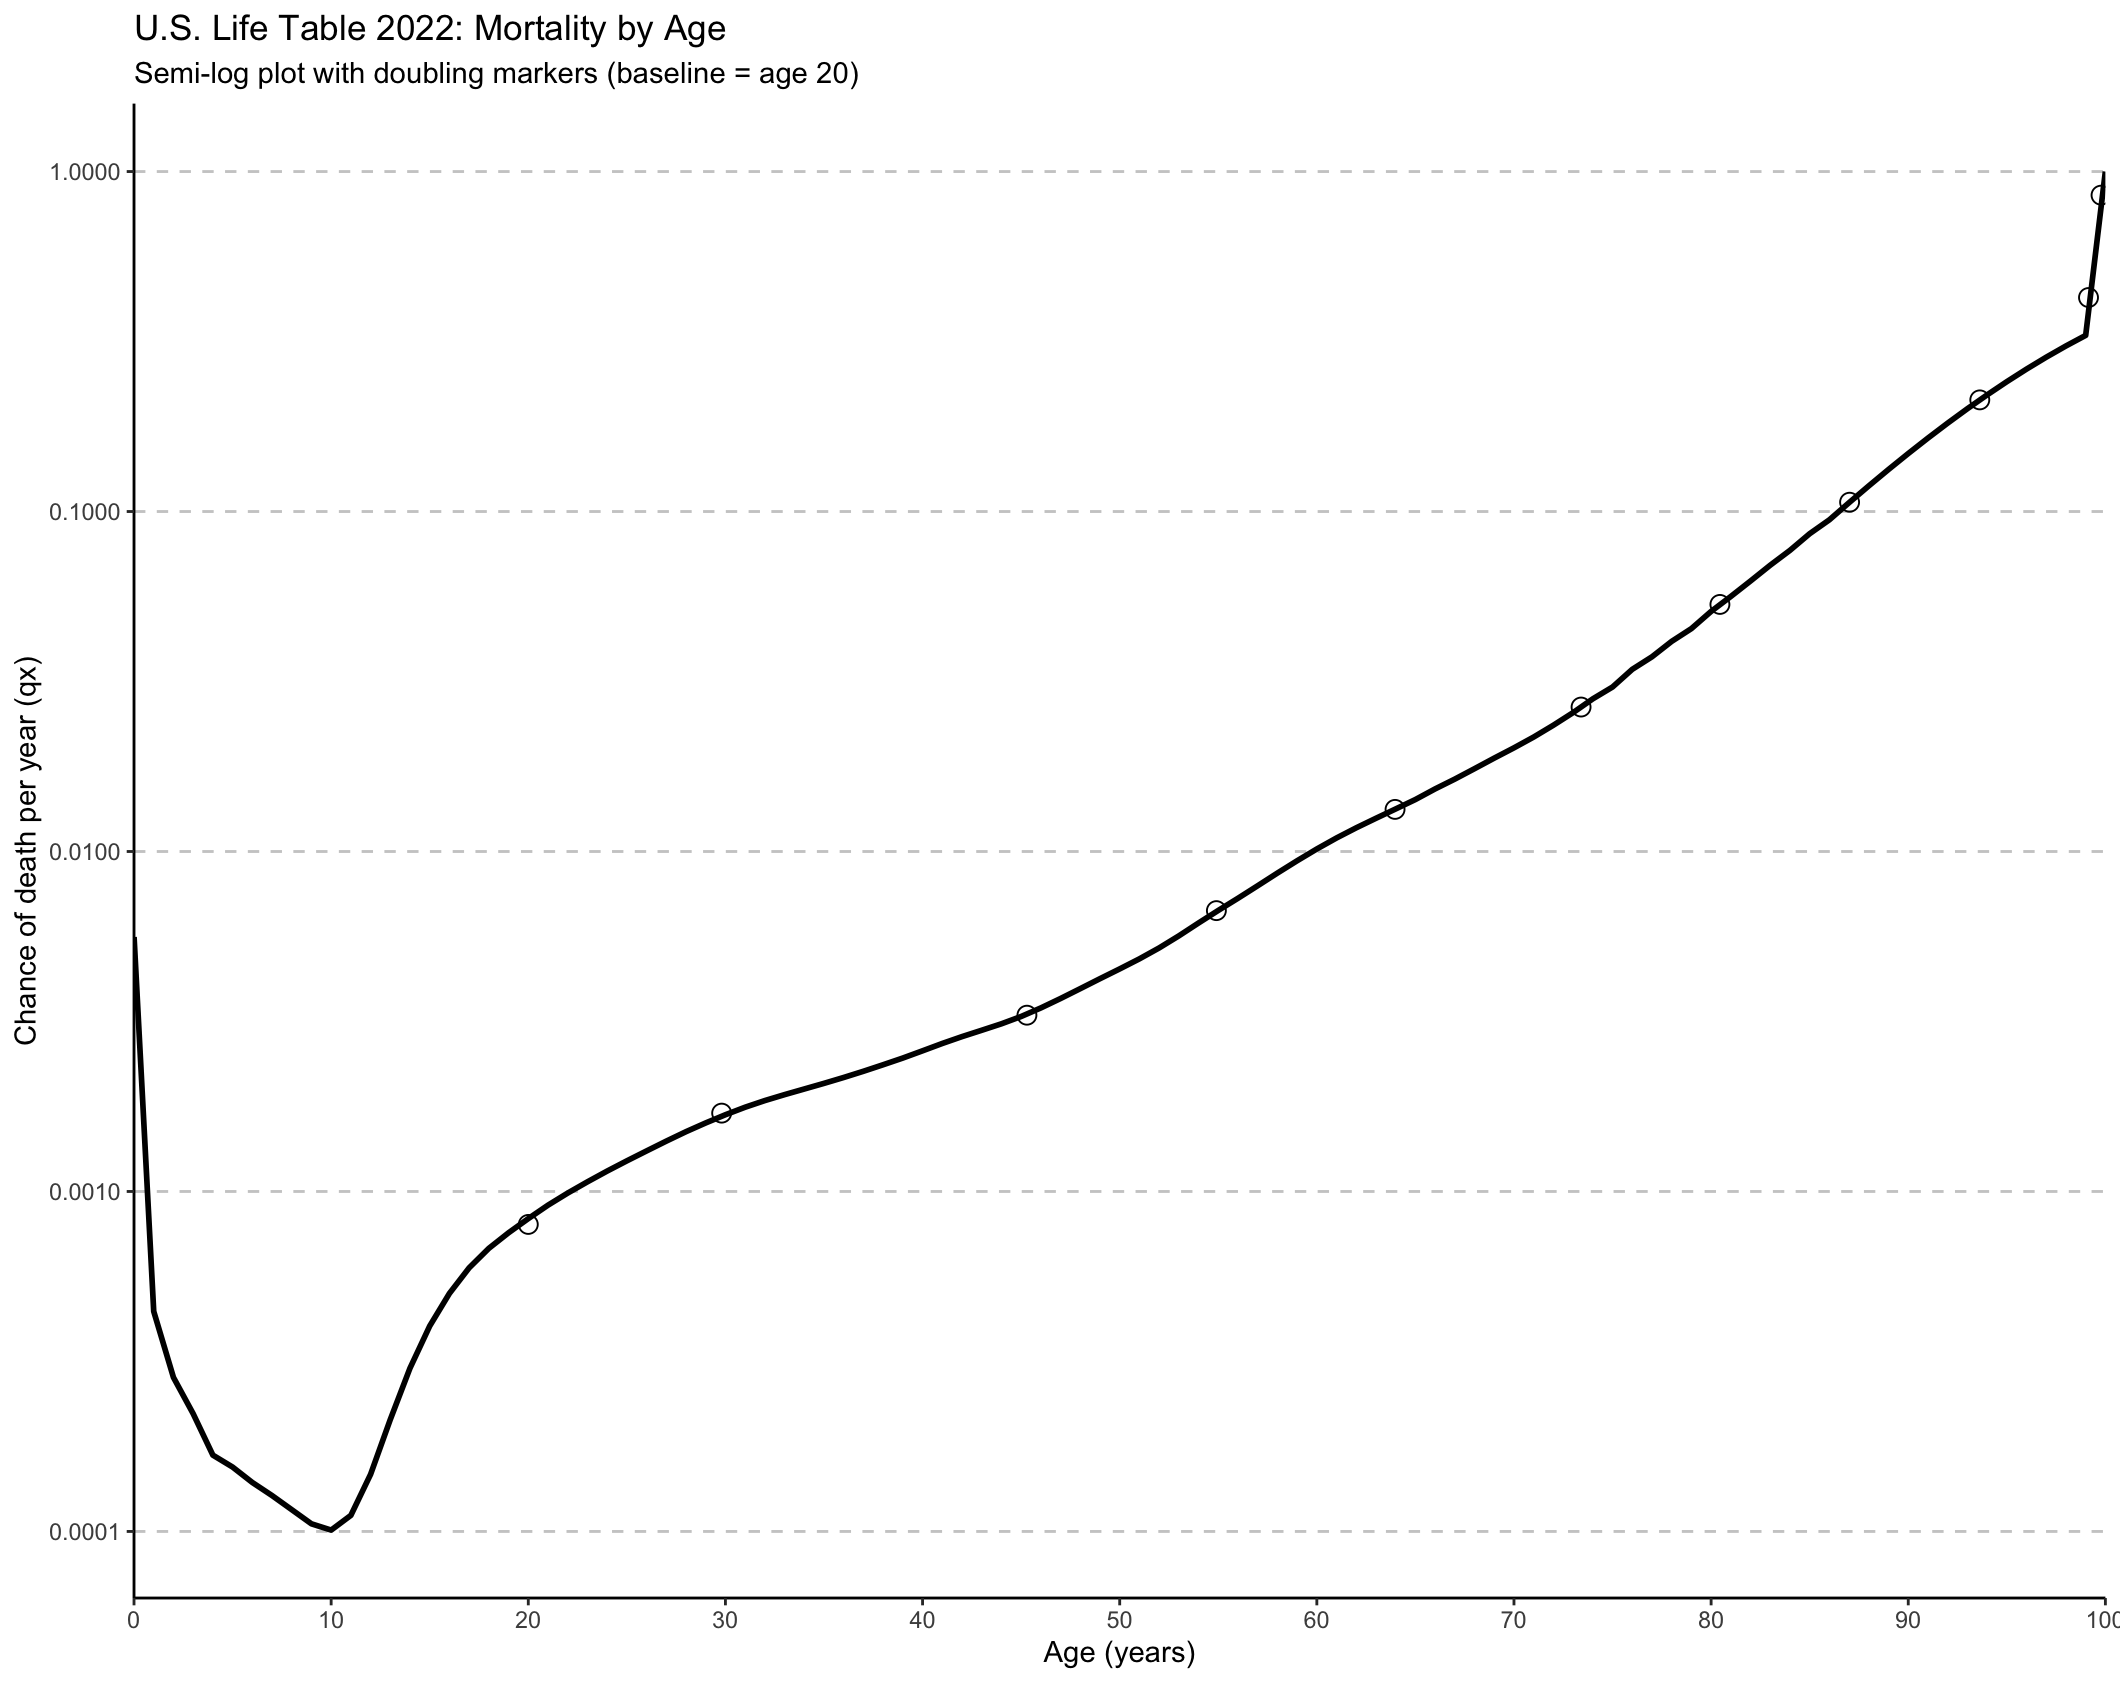 U.S. Life Table 2022: Mortality by Age
Semi-log plot with doubling markers (baseline = age 20)
Chance of death per year (qx)
1.0000
0.1000
0.0100
0.0010
0.0001
0 10 20 30 40 50 60 70 80 90 100
Age (years)